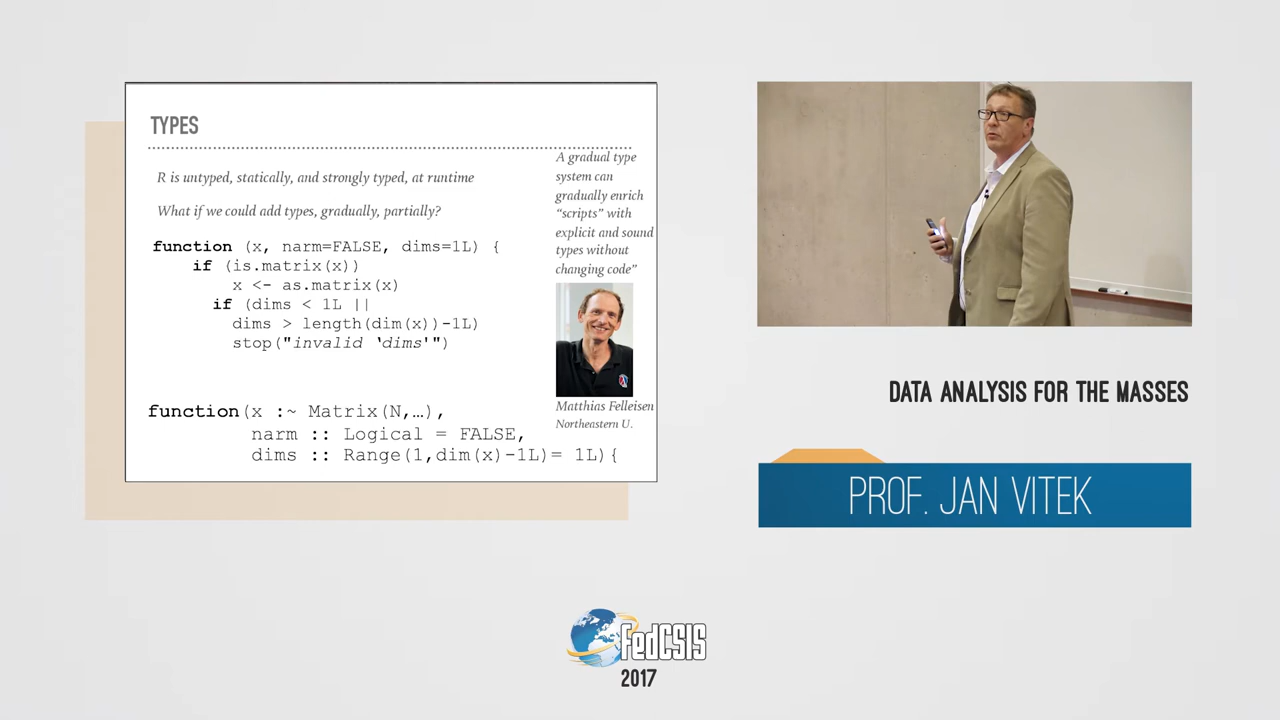 TYPES
R is untyped, statically, and strongly typed, at runtime
What if we could add types, gradually, partially?
function (x, narm=FALSE, dims=1L) {
if (is.matrix(x))
x <- as.matrix(x)
if (dims < 1L ||
dims > length(dim(x))-1L)
stop("invalid ‘dims'")
function(x :~ Matrix(N,…),
narm :: Logical = FALSE,
dims :: Range(1,dim(x)-1L)= 1L){
A gradual type
system can
gradually enrich
“scripts” with
explicit and sound
types without
changing code”
Matthias Felleisen
Northeastern U.
DATA ANALYSIS FOR THE MASSES
PROF. JAN VITEK
FedCSIS
2017